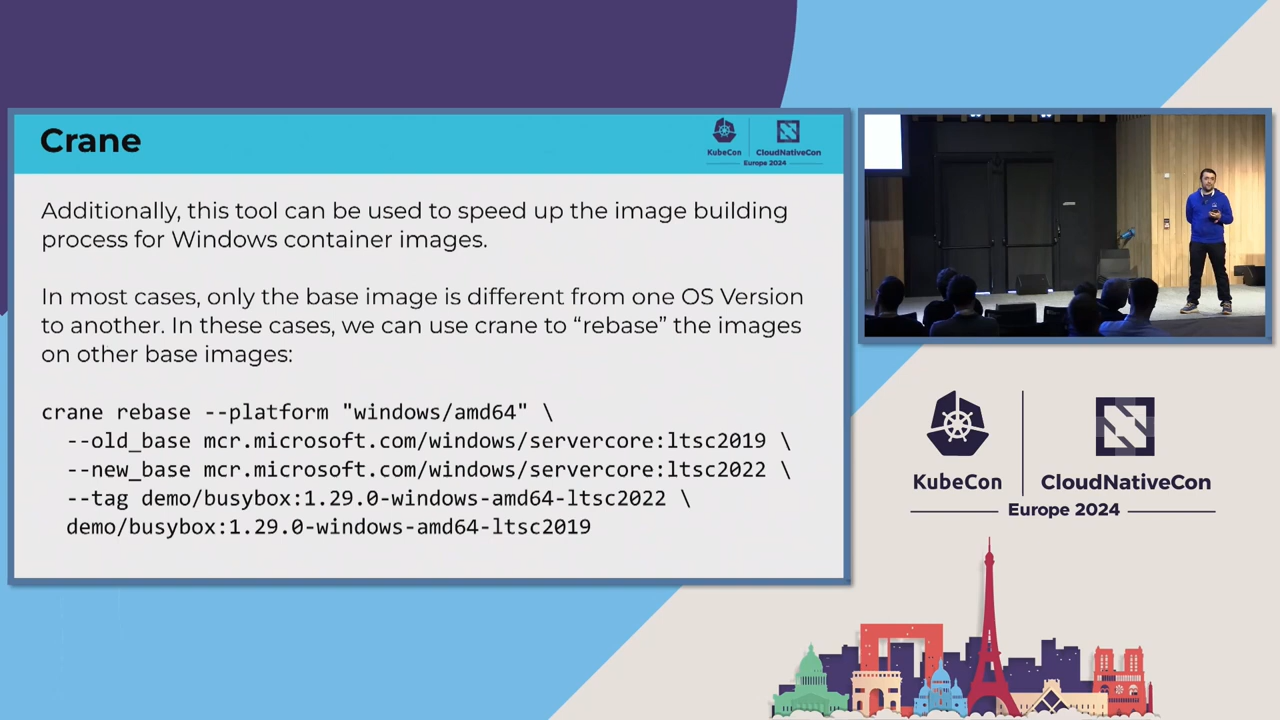 Crane
KubeCon
CloudNativeCon
Europe 2024
Additionally, this tool can be used to speed up the image building
process for Windows container images.
In most cases, only the base image is different from one OS Version
to another. In these cases, we can use crane to “rebase” the images
on other base images:
crane rebase --platform "windows/amd64" \
--old_base mcr.microsoft.com/windows/servercore:ltsc2019 \
--new_base mcr.microsoft.com/windows/servercore:ltsc2022 \
--tag demo/busybox:1.29.0-windows-amd64-ltsc2022 \
demo/busybox:1.29.0-windows-amd64-ltsc2019
KubeCon
CloudNativeCon
Europe 2024